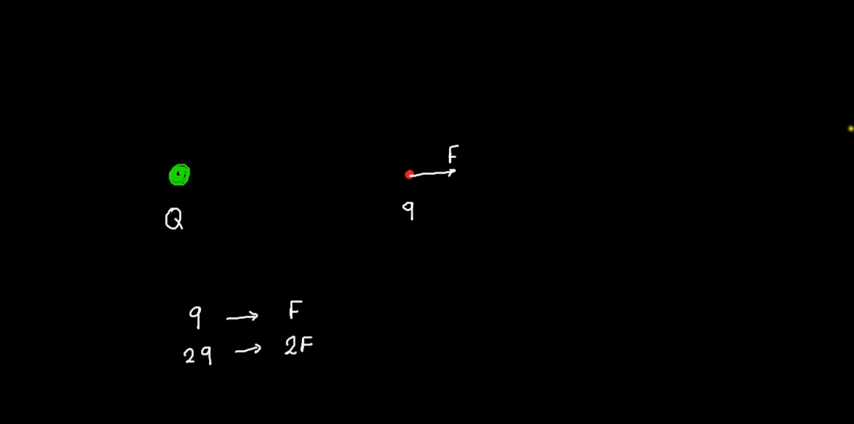 F
Q
q
q → F
2q → 2F